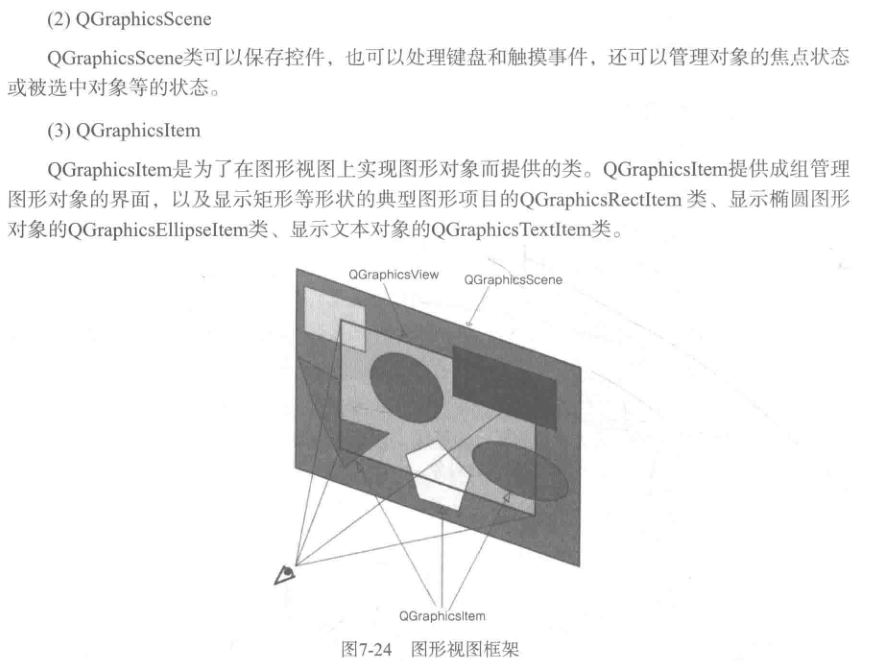 (2) QGraphicsScene
QGraphicsScene类可以保存控件，也可以处理键盘和触摸事件，还可以管理对象的焦点状态
或被选中对象等的状态。
(3) QGraphicsItem
QGraphicsItem是为了在图形视图上实现图形对象而提供的类。QGraphicsItem提供成组管理
图形对象的界面，以及显示矩形等形状的典型图形项目的QGraphicsRectItem 类、显示椭圆图形
对象的QGraphicsEllipseItem类、显示文本对象的QGraphicsTextItem类。
QGraphicsView
QGraphicsScene
QGraphicsItem
图7-24 图形视图框架